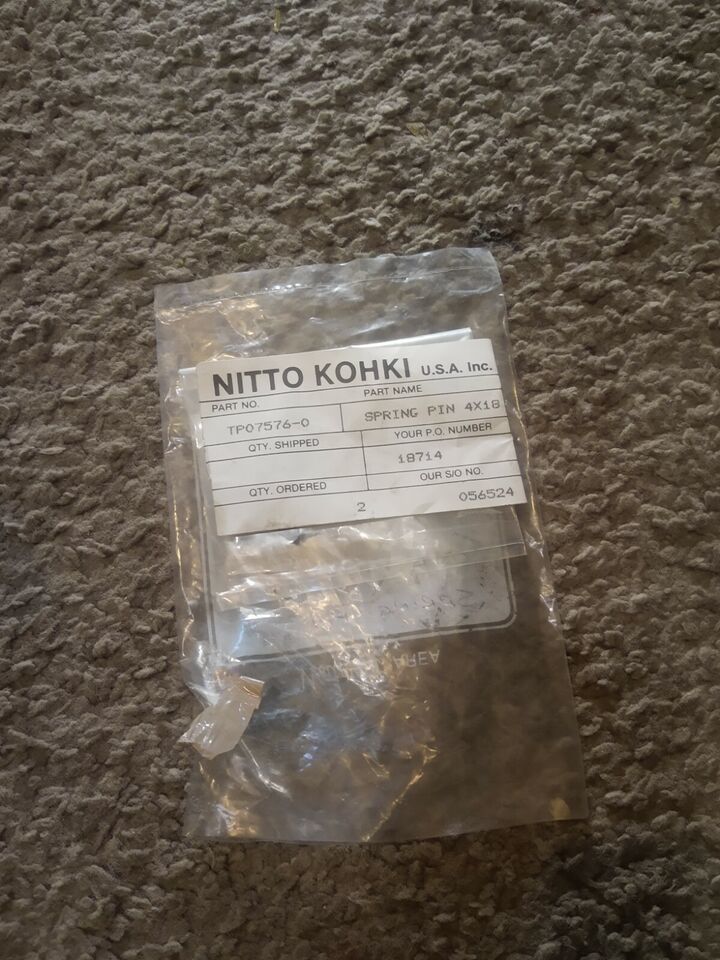 NITTO KOHKI U.S.A. Inc.
PART NO.
PART NAME
TP07576-0
SPRING PIN 4X18
QTY. SHIPPED
YOUR P.O. NUMBER
18714
QTY. ORDERED
OUR S/O NO.
2
056524
AREA